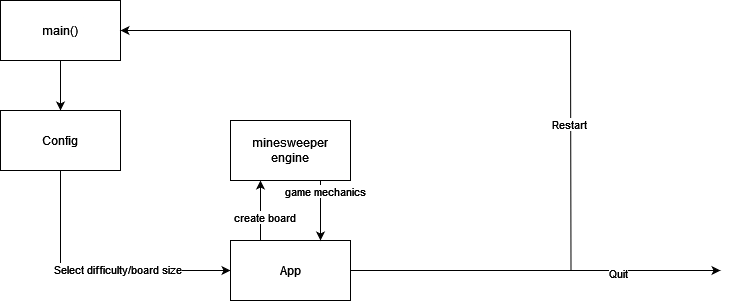 main()
Config
minesweeper
engine
Restart
game mechanics
create board
Select difficulty/board size
App
Quit